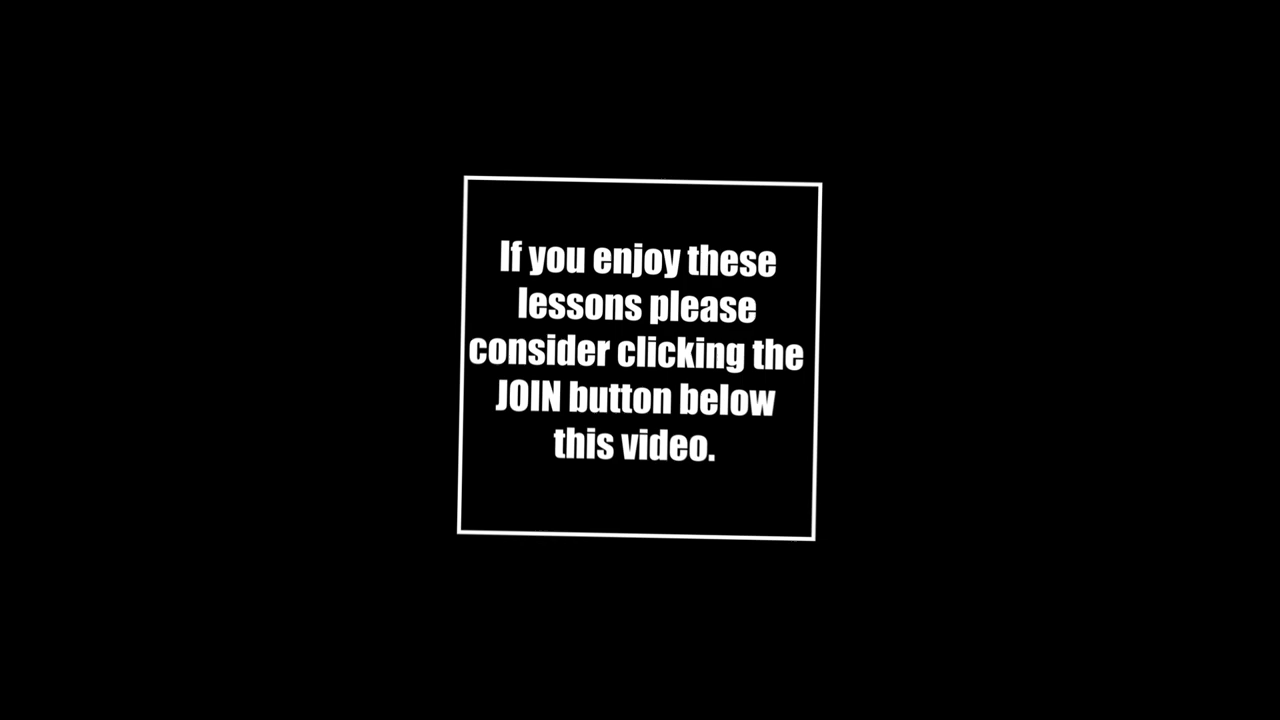 If you enjoy these
lessons please
consider clicking the
JOIN button below
this video.